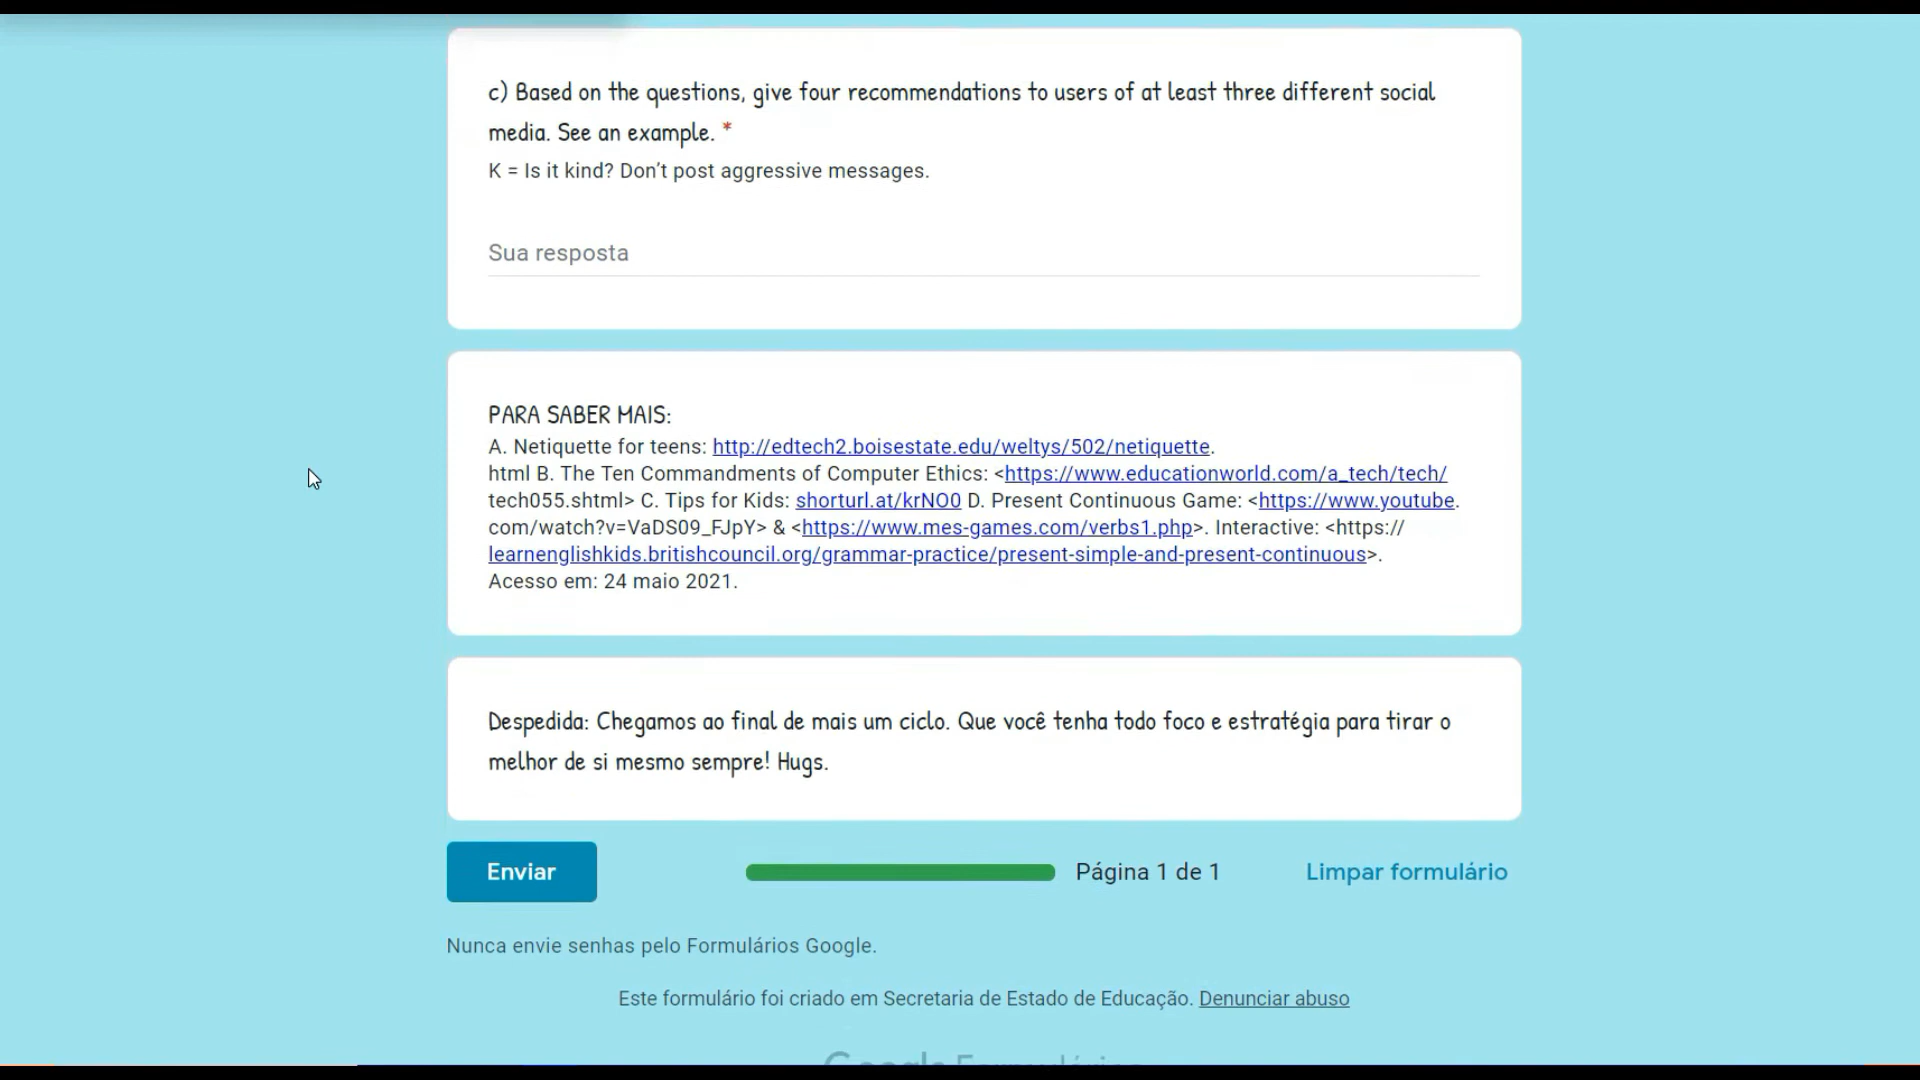 c) Based on the questions, give four recommendations to users of at least three different social
media. See an example. *
K = Is it kind? Don’t post aggressive messages.
Sua resposta
PARA SABER MAIS:
A. Netiquette for teens: http://edtech2.boisestate.edu/weltys/502/netiquette.
html B. The Ten Commandments of Computer Ethics: <https://www.educationworld.com/a_tech/tech/
tech055.shtml> C. Tips for Kids: shorturl.at/krNO0 D. Present Continuous Game: <https://www.youtube.
com/watch?v=VaDS09_FJpY> & <https://www.mes-games.com/verbs1.php>. Interactive: <https://
learnenglishkids.britishcouncil.org/grammar-practice/present-simple-and-present-continuous>.
Acesso em: 24 maio 2021.
Despedida: Chegamos ao final de mais um ciclo. Que você tenha todo foco e estratégia para tirar o
melhor de si mesmo sempre! Hugs.
Enviar
Página 1 de 1
Limpar formulário
Nunca envie senhas pelo Formulários Google.
Este formulário foi criado em Secretaria de Estado de Educação. Denunciar abuso